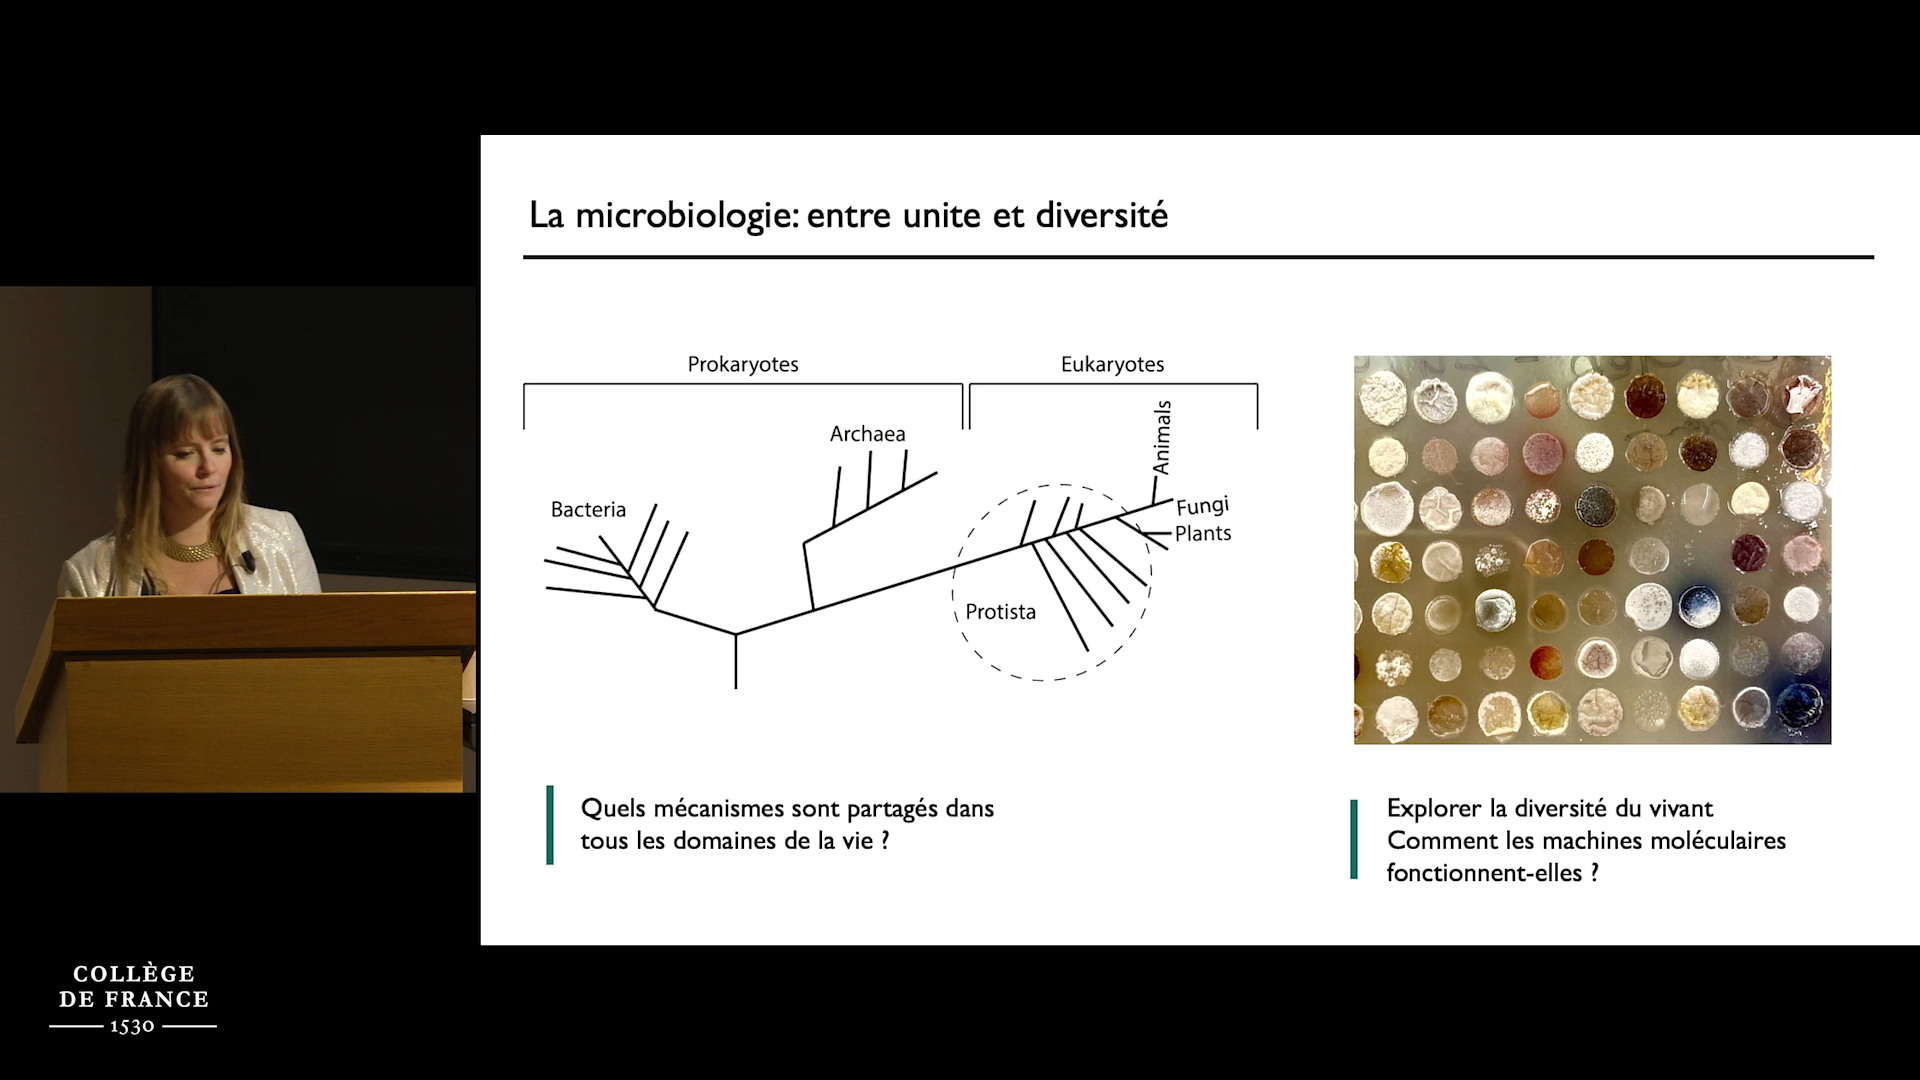 La microbiologie: entre unite et diversité
Prokaryotes
Eukaryotes
Archaea
Animals
Bacteria
Fungi
Plants
Protista
Quels mécanismes sont partagés dans
tous les domaines de la vie ?
Explorer la diversité du vivant
Comment les machines moléculaires
fonctionnent-elles ?
COLLÈGE
DE FRANCE
1530